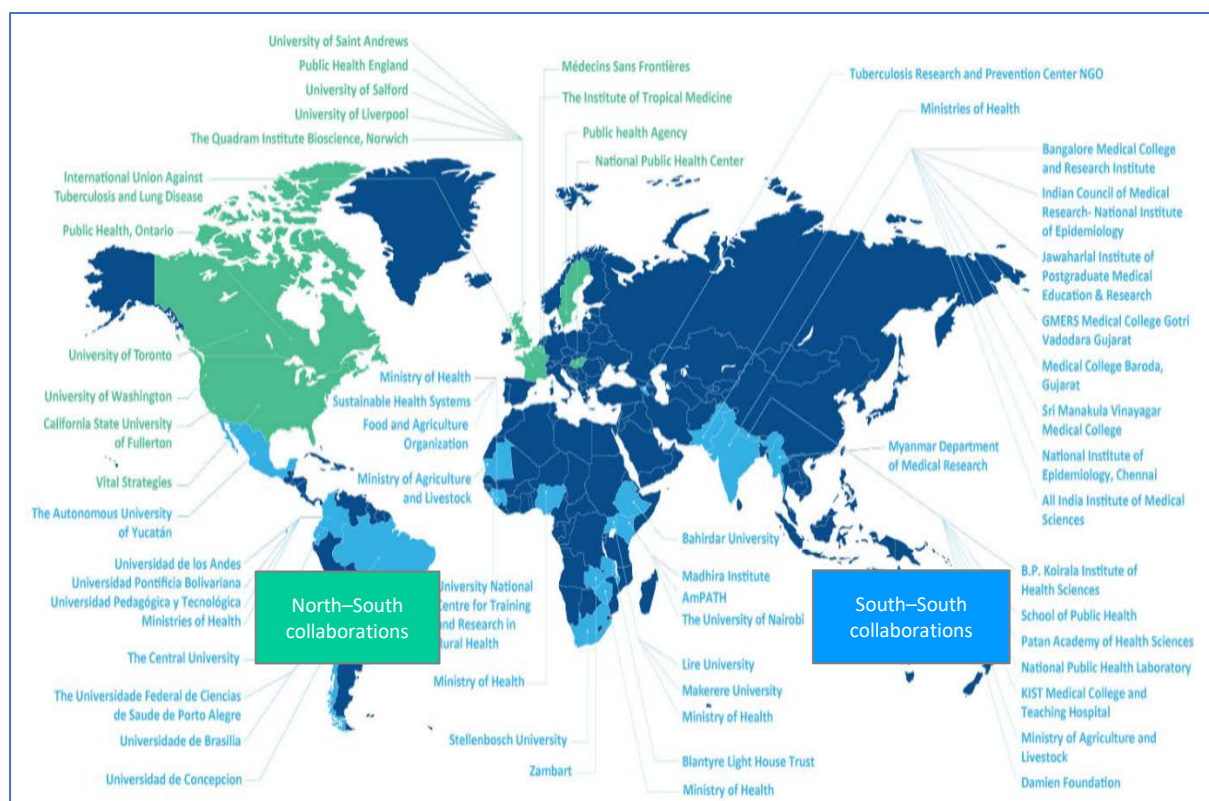 University of Saint Andrews
Public Health England
University of Salford
University of Liverpool
The Quadram Institute Bioscience, Norwich
International Union Against
Tuberculosis and Lung Disease
Public Health, Ontario
University of Toronto
University of Washington
California State University
of Fullerton
Vital Strategies
The Autonomous University
of Yucatán
Universidad de los Andes
Universidad Pontificia Bolivariana
Universidad Pedagógica y Tecnológica
Ministries of Health
The Central University
The Universidade Federal de Ciencias
de Saude de Porto Alegre
Universidade de Brasilia
Universidad de Concepcion
North–South
collaborations
Médecins Sans Frontières
The Institute of Tropical Medicine
Public health Agency
National Public Health Center
Ministry of Health
Sustainable Health Systems
Food and Agriculture
Organization
Ministry of Agriculture
and Livestock
University National
Centre for Training
and Research in
Rural Health
Ministry of Health
Stellenbosch University
Zambart
Bahirdar University
Madhira Institute
AmPATH
The University of Nairobi
Lire University
Makerere University
Ministry of Health
Blantyre Light House Trust
Ministry of Health
South–South
collaborations
Tuberculosis Research and Prevention Center NGO
Ministries of Health
Myanmar Department
of Medical Research
Bangalore Medical College
and Research Institute
Indian Council of Medical
Research- National Institute
of Epidemiology
Jawaharlal Institute of
Postgraduate Medical
Education & Research
GMERS Medical College Gotri
Vadodara Gujarat
Medical College Baroda,
Gujarat
Sri Manakula Vinayagar
Medical College
National Institute of
Epidemiology, Chennai
All India Institute of Medical
Sciences
B.P. Koirala Institute of
Health Sciences
School of Public Health
Patan Academy of Health Sciences
National Public Health Laboratory
KIST Medical College and
Teaching Hospital
Ministry of Agriculture and
Livestock
Damien Foundation